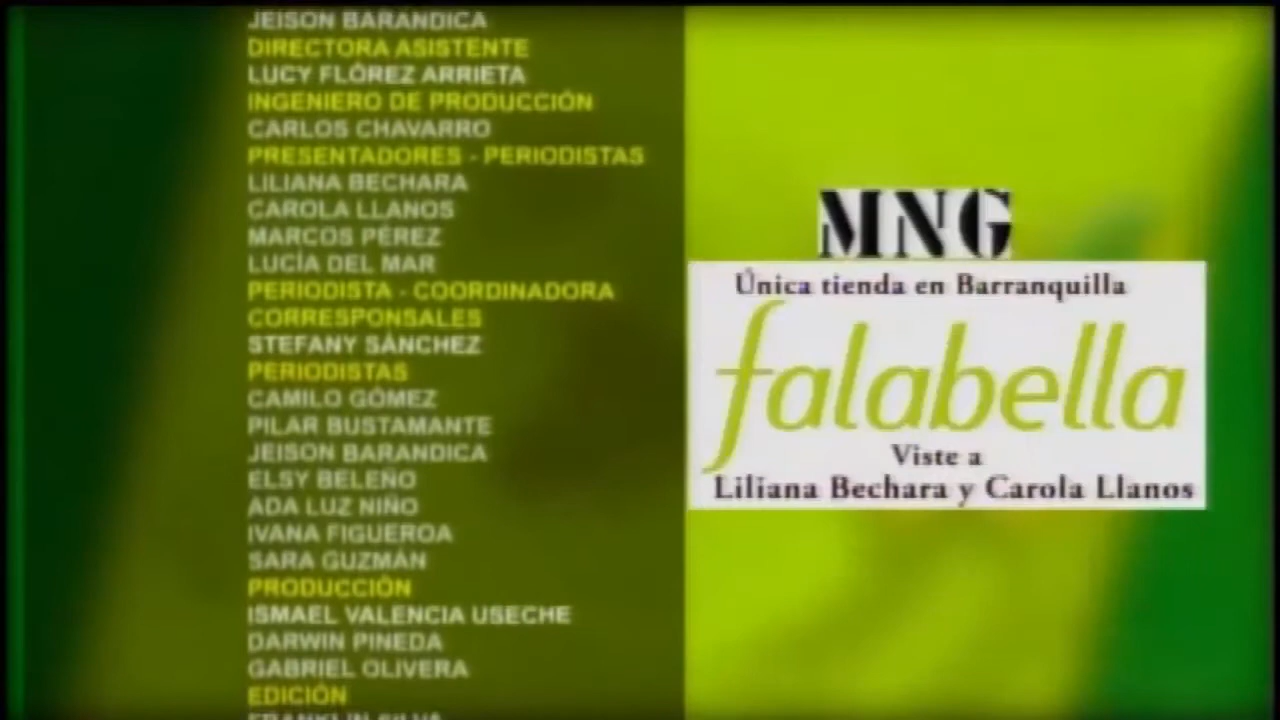 JEISON BARANDICA
DIRECTORA ASISTENTE
LUCY FLÓREZ ARRIETA
INGENIERO DE PRODUCCIÓN
CARLOS CHAVARRO
PRESENTADORES - PERIODISTAS
LILIANA BECHARA
CAROLA LLANOS
MARCOS PÉREZ
LUCÍA DEL MAR
PERIODISTA - COORDINADORA
CORRESPONSALES
STEFANY SÁNCHEZ
PERIODISTAS
CAMILO GÓMEZ
PILAR BUSTAMANTE
JEISON BARANDICA
ELSY BELEÑO
ADA LUZ NIÑO
IVANA FIGUEROA
SARA GUZMÁN
PRODUCCIÓN
ISMAEL VALENCIA USECHE
DARWIN PINEDA
GABRIEL OLIVERA
EDICIÓN
FRANKLIN SILVA
MNG
Única tienda en Barranquilla
falabella
Viste a
Liliana Bechara y Carola Llanos